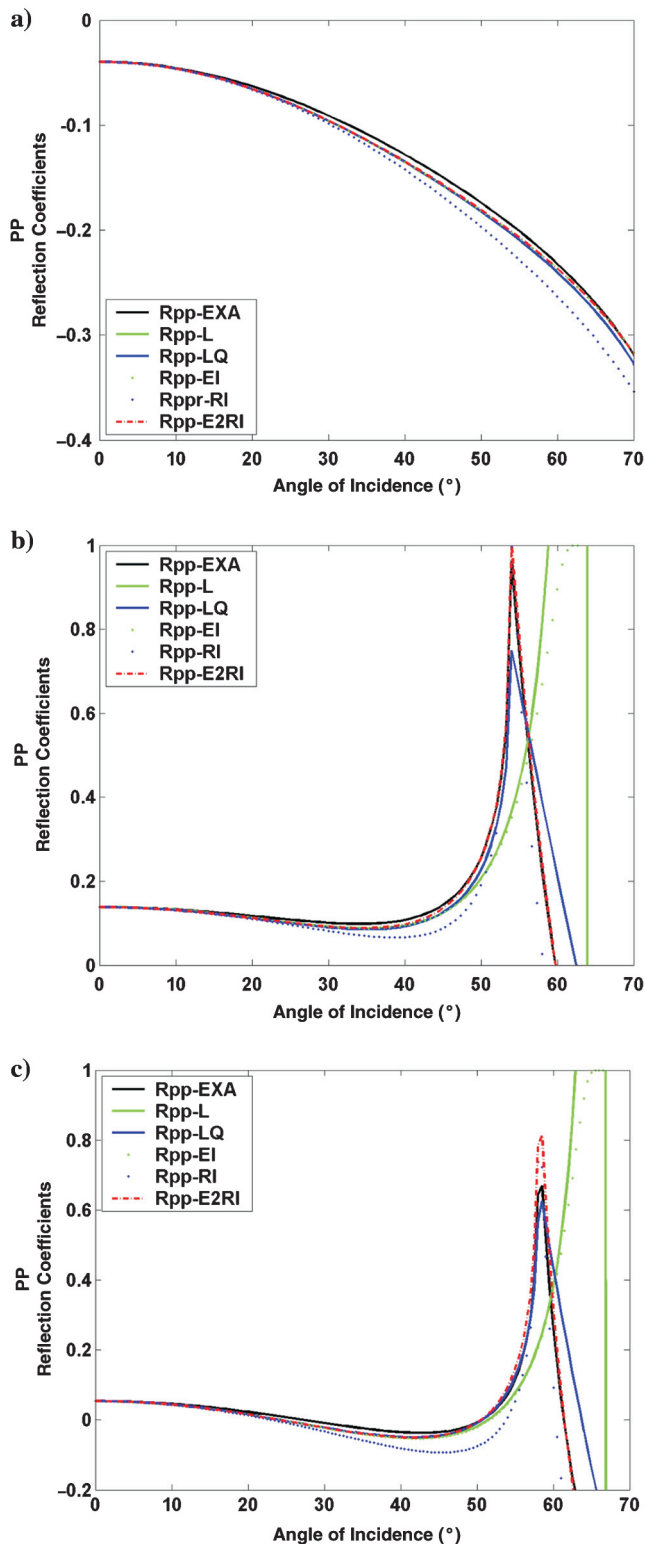 a)
0
-0.1
-0.2
-0.3
-0.4
PP
Reflection Coefficients
Rpp-EXA
Rpp-L
Rpp-LQ
Rpp-EI
Rppr-RI
Rpp-E2RI
0 10 20 30 40 50 60 70
Angle of Incidence (°)
b)
1
0.8
0.6
0.4
0.2
0
PP
Reflection Coefficients
Rpp-EXA
Rpp-L
Rpp-LQ
Rpp-EI
Rpp-RI
Rpp-E2RI
0 10 20 30 40 50 60 70
Angle of Incidence (°)
c)
1
0.8
0.6
0.4
0.2
0
-0.2
PP
Reflection Coefficients
Rpp-EXA
Rpp-L
Rpp-LQ
Rpp-EI
Rpp-RI
Rpp-E2RI
0 10 20 30 40 50 60 70
Angle of Incidence (°)